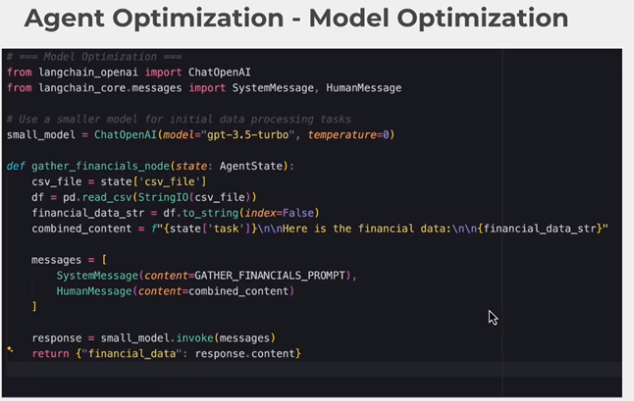 Agent Optimization - Model Optimization
# === Model Optimization ===
from langchain_openai import ChatOpenAI
from langchain_core.messages import SystemMessage, HumanMessage
# Use a smaller model for initial data processing tasks
small_model = ChatOpenAI(model="gpt-3.5-turbo", temperature=0)
def gather_financials_node(state: AgentState):
    csv_file = state['csv_file']
    df = pd.read_csv(StringIO(csv_file))
    financial_data_str = df.to_string(index=False)
    combined_content = f"{state['task']}\n\nHere is the financial data:\n\n{financial_data_str}"
    messages = [
        SystemMessage(content=GATHER_FINANCIALS_PROMPT),
        HumanMessage(content=combined_content)
    ]
    response = small_model.invoke(messages)
    return {"financial_data": response.content}